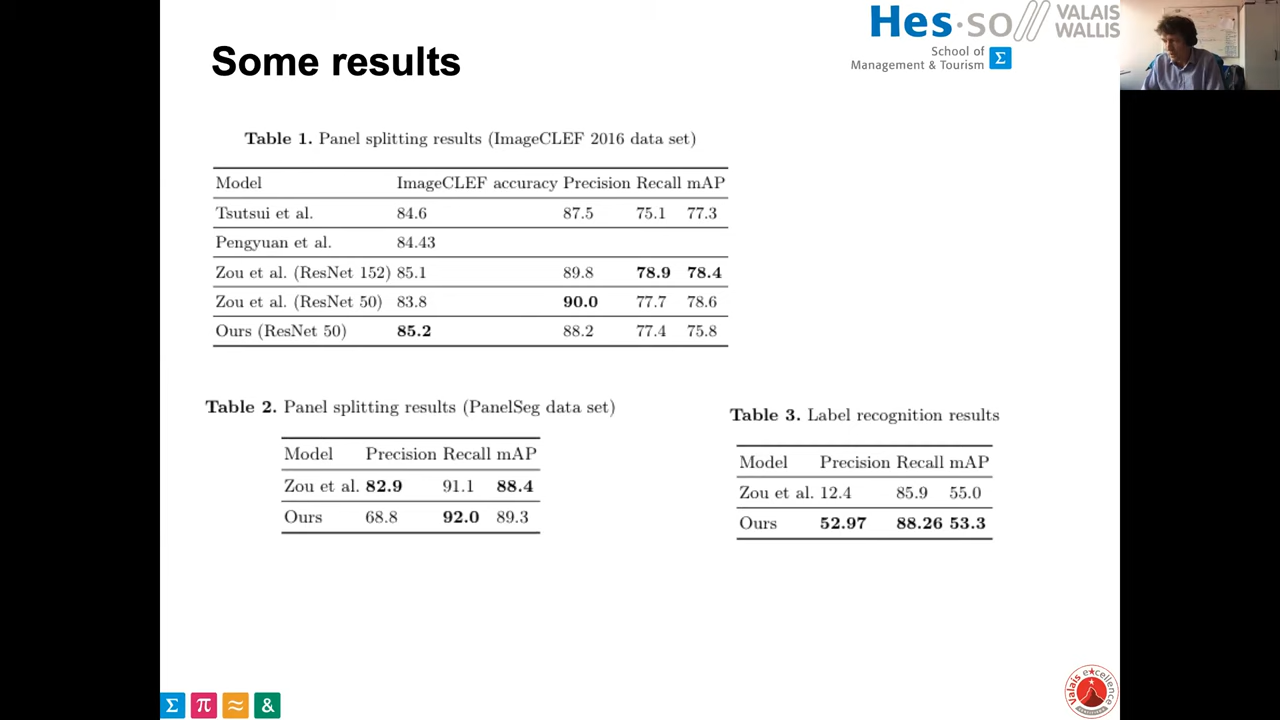 Hes·so// VALAIS
WALLIS
School of
Management & Tourism Σ
Some results
Table 1. Panel splitting results (ImageCLEF 2016 data set)
Model ImageCLEF accuracy Precision Recall mAP
Tsutsui et al. 84.6 87.5 75.1 77.3
Pengyuan et al. 84.43
Zou et al. (ResNet 152) 85.1 89.8 78.9 78.4
Zou et al. (ResNet 50) 83.8 90.0 77.7 78.6
Ours (ResNet 50) 85.2 88.2 77.4 75.8
Table 2. Panel splitting results (PanelSeg data set)
Model Precision Recall mAP
Zou et al. 82.9 91.1 88.4
Ours 68.8 92.0 89.3
Table 3. Label recognition results
Model Precision Recall mAP
Zou et al. 12.4 85.9 55.0
Ours 52.97 88.26 53.3
Σ π ≈ &
valais excellence